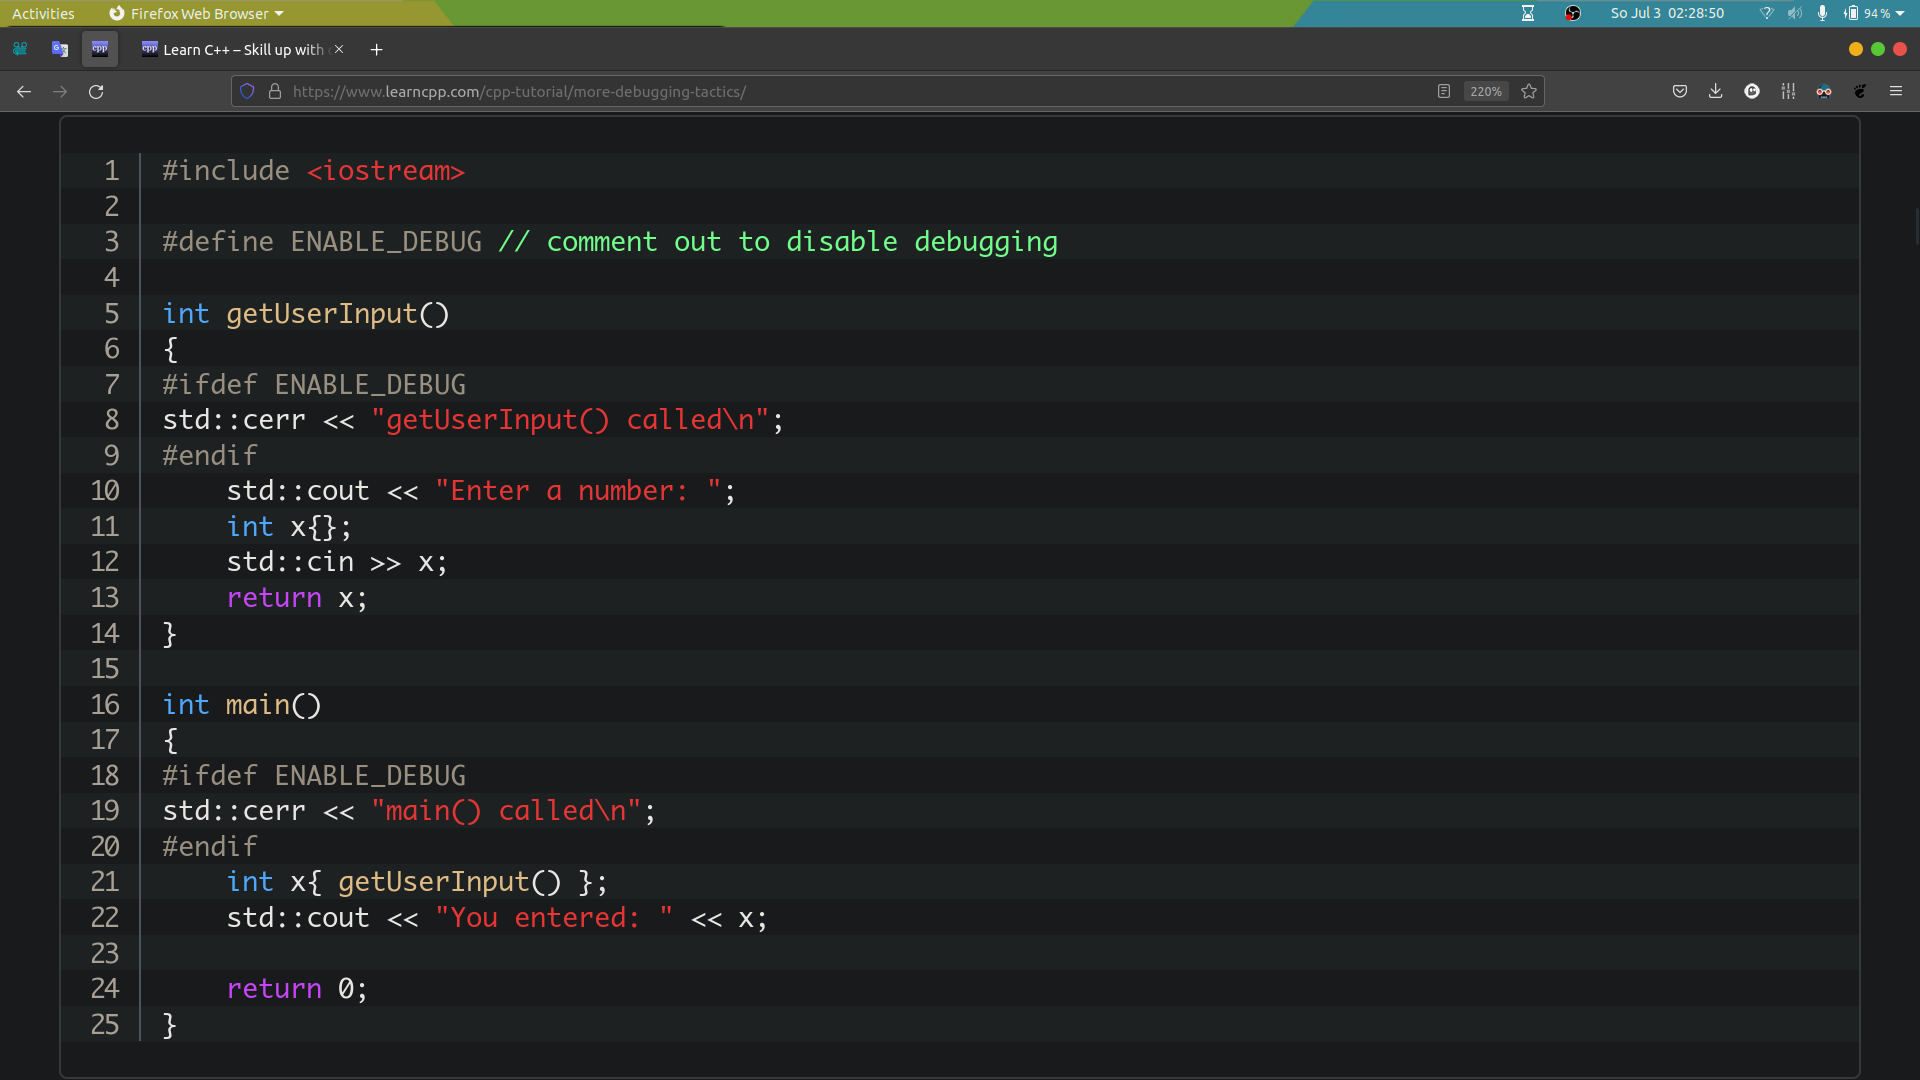 Activities Firefox Web Browser So Jul 3 02:28:50 94 %
cpp cpp Learn C++ – Skill up with
https://www.learncpp.com/cpp-tutorial/more-debugging-tactics/ 220%
1 #include <iostream>
2
3 #define ENABLE_DEBUG // comment out to disable debugging
4
5 int getUserInput()
6 {
7 #ifdef ENABLE_DEBUG
8 std::cerr << "getUserInput() called\n";
9 #endif
10     std::cout << "Enter a number: ";
11     int x{};
12     std::cin >> x;
13     return x;
14 }
15
16 int main()
17 {
18 #ifdef ENABLE_DEBUG
19 std::cerr << "main() called\n";
20 #endif
21     int x{ getUserInput() };
22     std::cout << "You entered: " << x;
23
24     return 0;
25 }